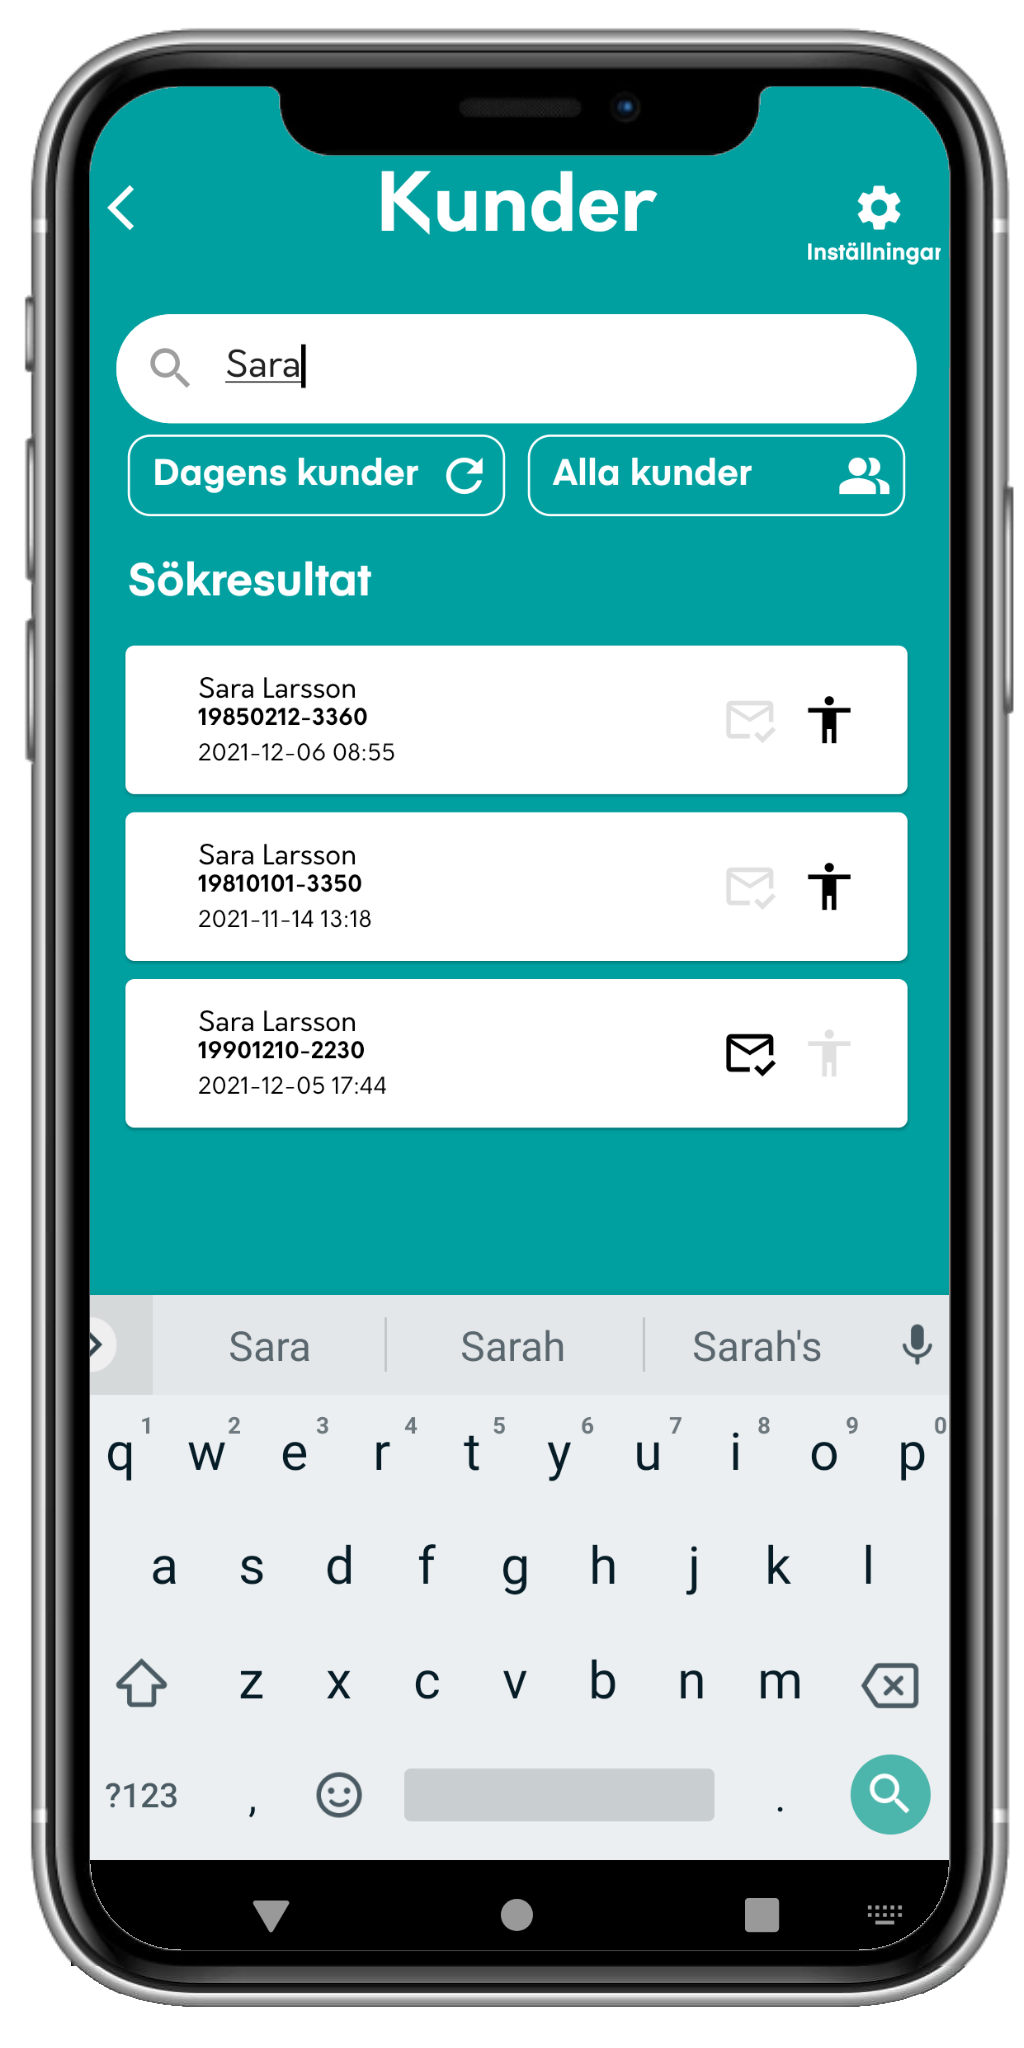 Kunder
Inställningar
Sara
Dagens kunder
Alla kunder
Sökresultat
Sara Larsson
19850212-3360
2021-12-06 08:55
Sara Larsson
19810101-3350
2021-11-14 13:18
Sara Larsson
19901210-2230
2021-12-05 17:44
Sara Sarah Sarah's
1 2 3 4 5 6 7 8 9 0
q w e r t y u i o p
a s d f g h j k l
z x c v b n m
?123 , .